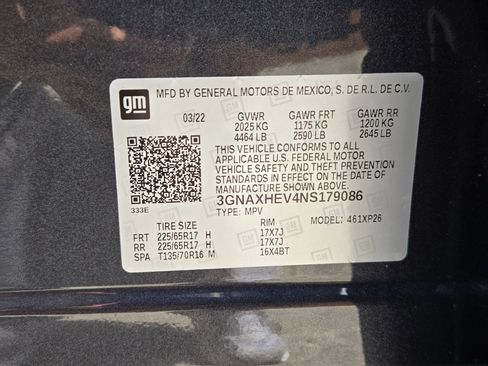 gm MFD BY GENERAL MOTORS DE MEXICO, S. DE R.L. DE C.V.
03/22 GVWR GAWR FRT GAWR RR
2025 KG 1175 KG 1200 KG
4464 LB 2590 LB 2645 LB
THIS VEHICLE CONFORMS TO ALL
APPLICABLE U.S. FEDERAL MOTOR
VEHICLE SAFETY AND THEFT PREVENTION
STANDARDS IN EFFECT ON THE DATE OF
MANUFACTURE SHOWN ABOVE.
3GNAXHEV4NS179086
333E TYPE: MPV MODEL: 461XP26
TIRE SIZE RIM
FRT 225/65R17 H 17X7J
RR 225/65R17 H 17X7J
SPA T135/70R16 M 16X4BT